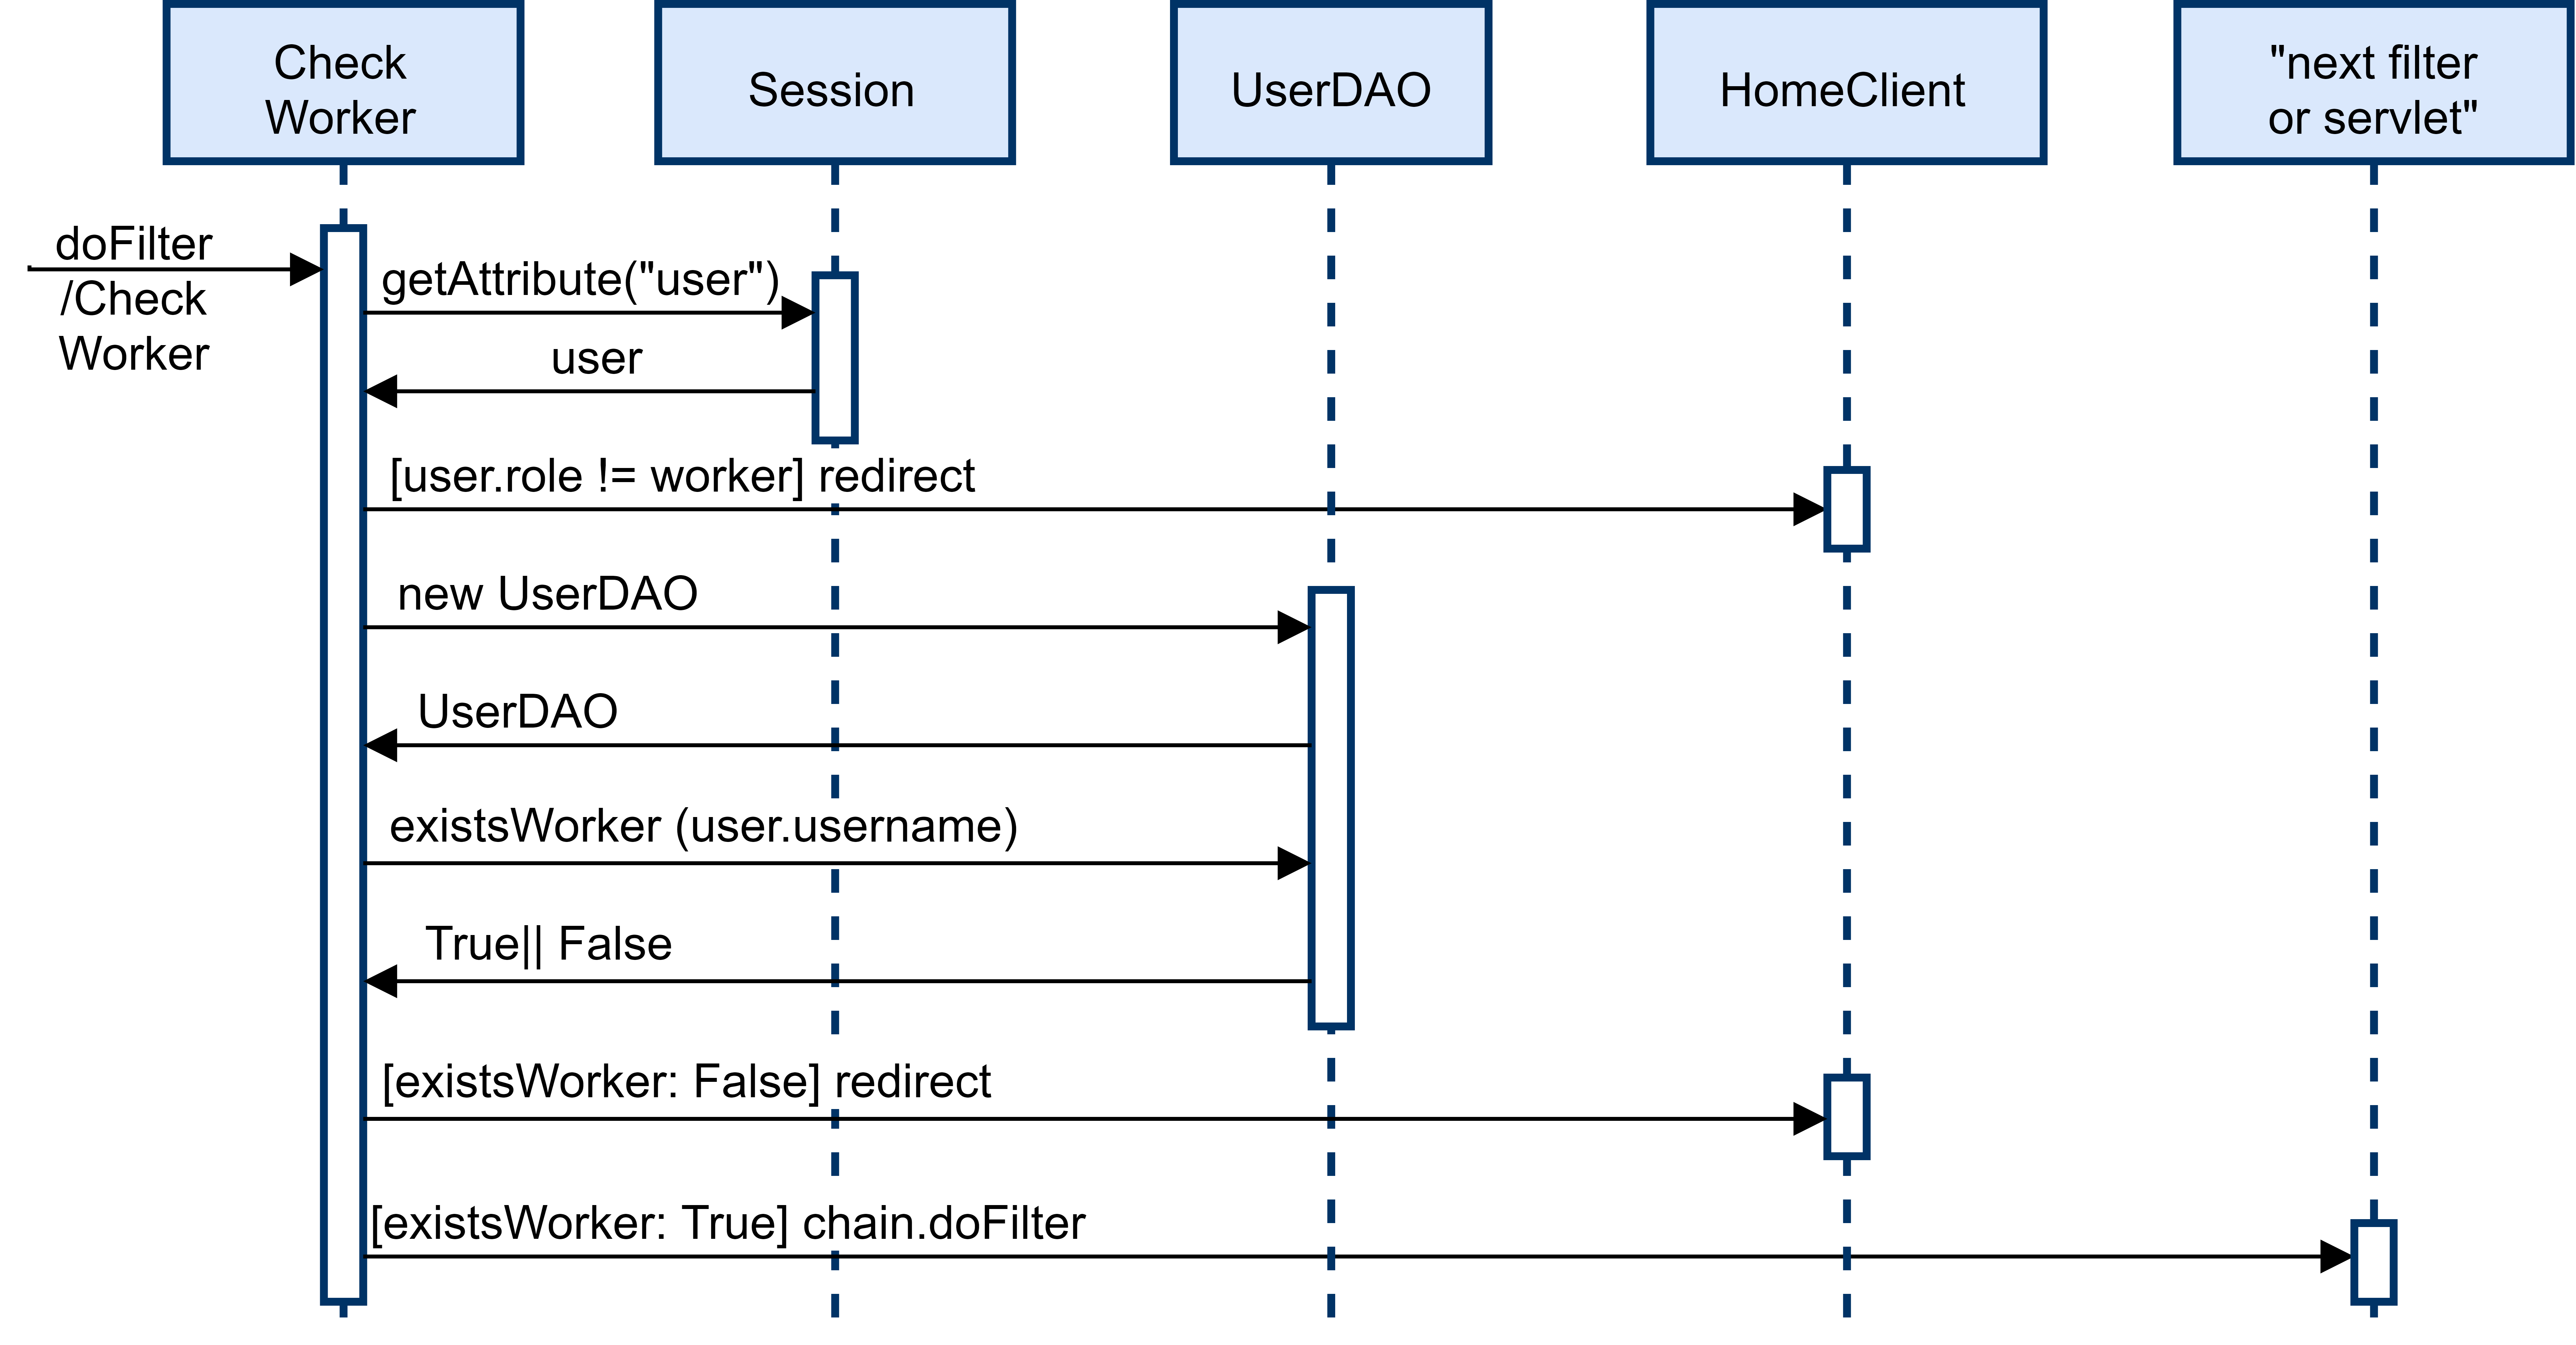 Check
Worker
Session
UserDAO
HomeClient
"next filter
or servlet"
doFilter
/Check
Worker
getAttribute("user")
user
[user.role != worker] redirect
new UserDAO
UserDAO
existsWorker (user.username)
True|| False
[existsWorker: False] redirect
[existsWorker: True] chain.doFilter